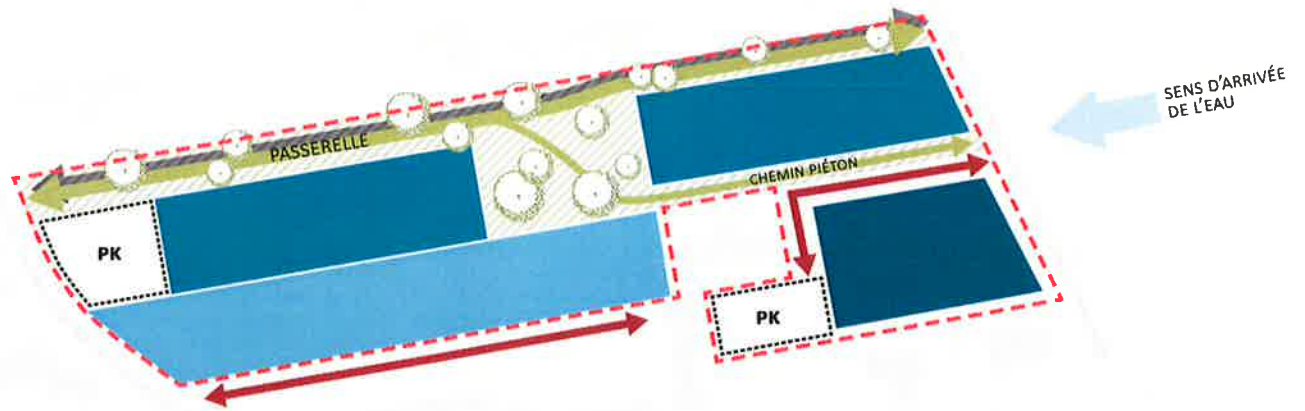 SENS D'ARRIVÉE
DE L'EAU
PASSERELLE
CHEMIN PIÉTON
PK
PK